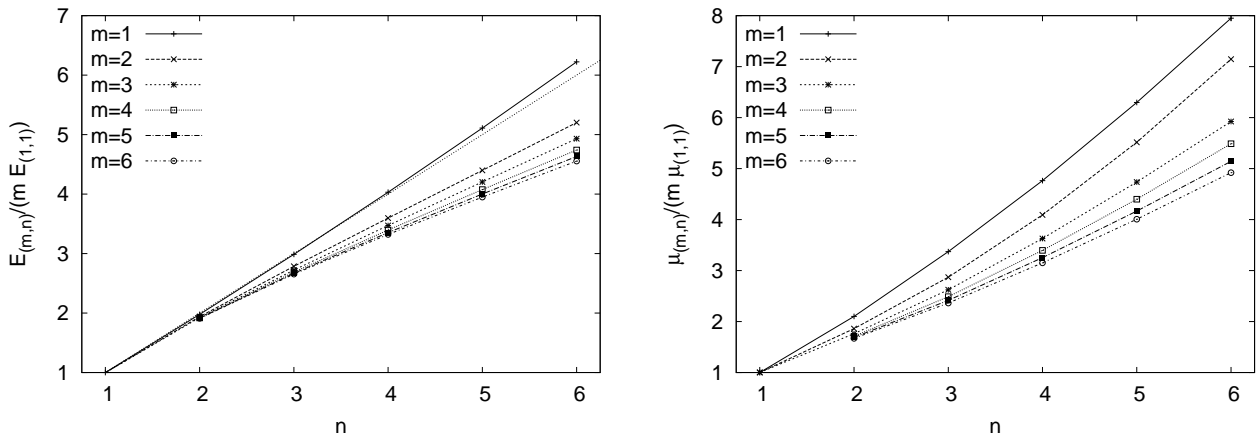 7
6
5
4
3
2
1
E(m,n)/(m E(1,1))
m=1
m=2
m=3
m=4
m=5
m=6
1 2 3 4 5 6
n
8
7
6
5
4
3
2
1
μ(m,n)/(m μ(1,1))
m=1
m=2
m=3
m=4
m=5
m=6
1 2 3 4 5 6
n